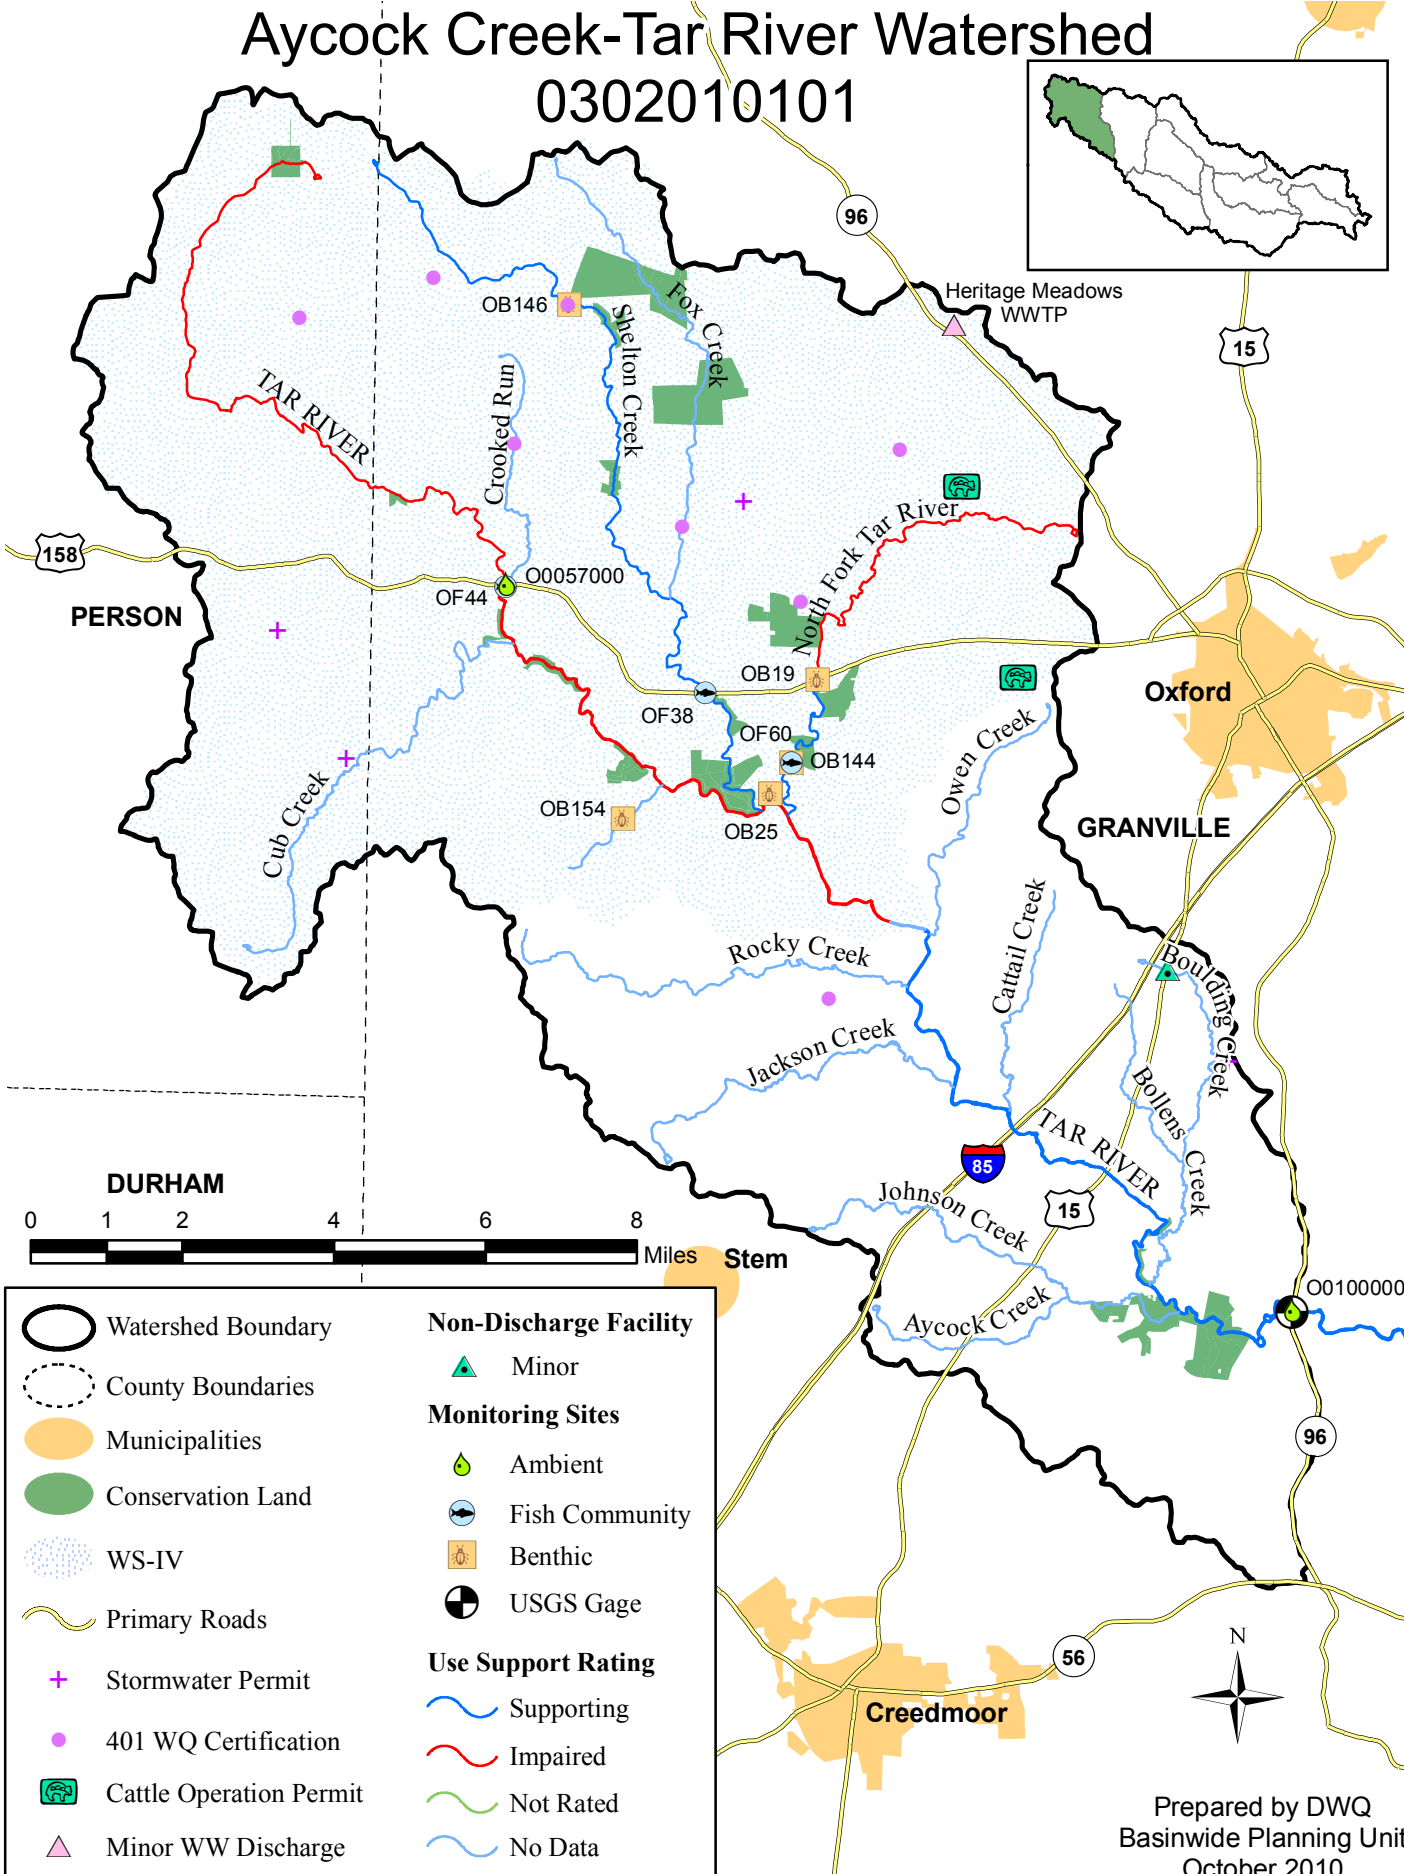 Aycock Creek-Tar River Watershed
0302010101
96
Heritage Meadows
WWTP
15
OB146
Shelton Creek
Fox Creek
TAR RIVER
Crooked Run
North Fork Tar River
158
O0057000
OF44
PERSON
OB19
Oxford
OF38
OF60
OB144
Owen Creek
OB154
OB25
GRANVILLE
Cub Creek
Cattail Creek
Rocky Creek
Boulding Creek
Jackson Creek
Bollens Creek
TAR RIVER
85
DURHAM
Johnson Creek
15
0 1 2 4 6 8
Miles
Stem
O0100000
Aycock Creek
96
56
Creedmoor
N
Watershed Boundary
County Boundaries
Municipalities
Conservation Land
WS-IV
Primary Roads
Stormwater Permit
401 WQ Certification
Cattle Operation Permit
Minor WW Discharge
Non-Discharge Facility
Minor
Monitoring Sites
Ambient
Fish Community
Benthic
USGS Gage
Use Support Rating
Supporting
Impaired
Not Rated
No Data
Prepared by DWQ
Basinwide Planning Unit
October 2010